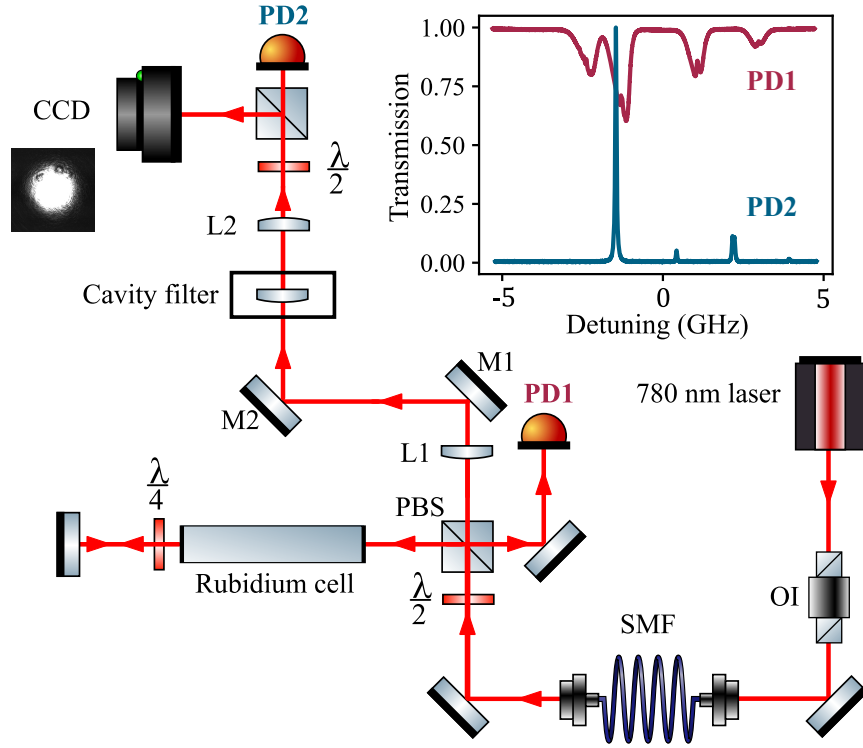 PD2
CCD
λ
2
L2
Cavity filter
M1
M2
PD1
780 nm laser
L1
λ
4
PBS
Rubidium cell
λ
2
OI
SMF
Transmission
1.00
0.75
0.50
0.25
0.00
PD1
PD2
-5
0
5
Detuning (GHz)